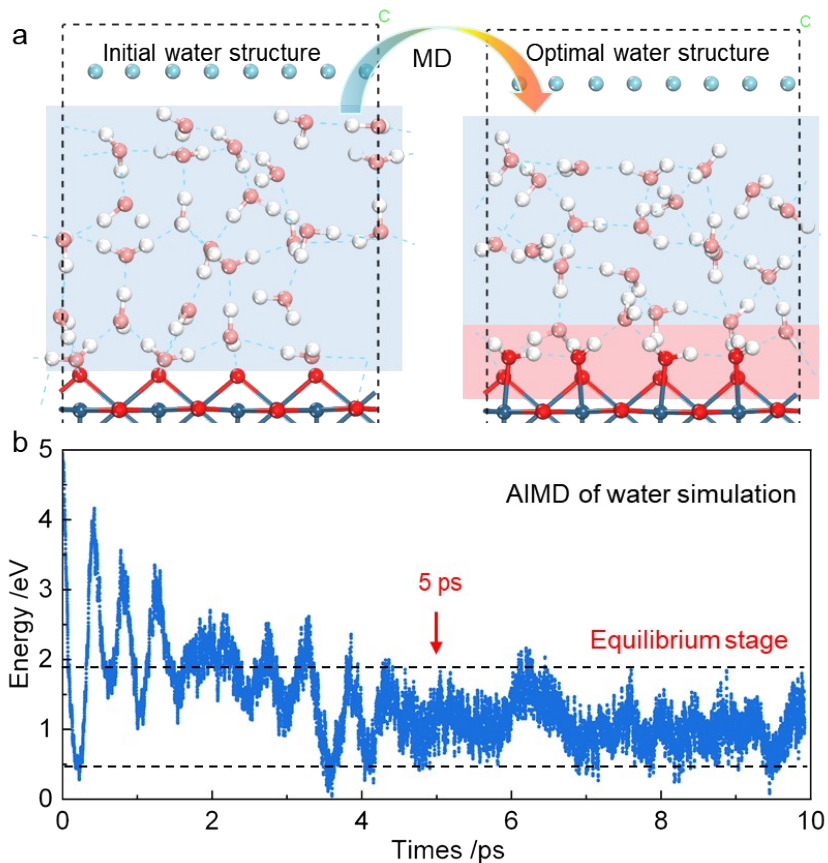 a
C
C
Initial water structure
MD
Optimal water structure
b
AIMD of water simulation
5 ps
Equilibrium stage
Energy /eV
5
4
3
2
1
0
0
2
4
6
8
10
Times /ps